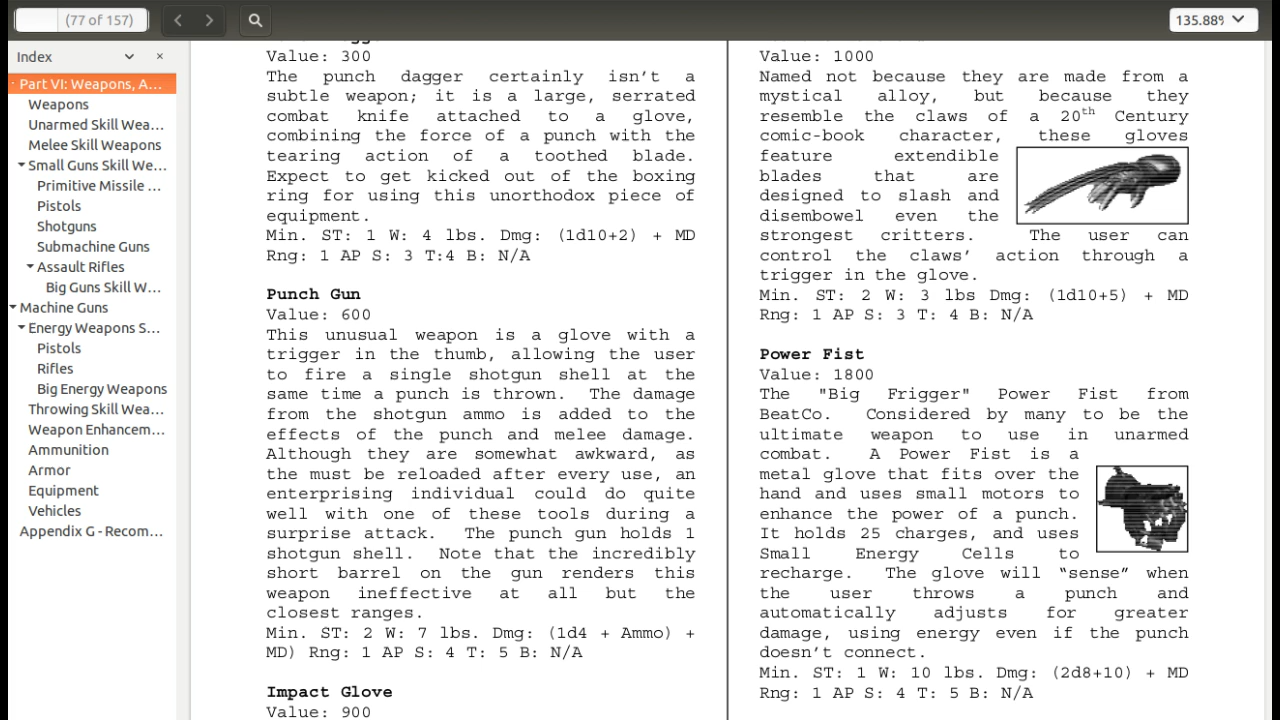 (77 of 157)
135.88%
Index
Part VI: Weapons, A...
Weapons
Unarmed Skill Wea...
Melee Skill Weapons
Small Guns Skill We...
Primitive Missile ...
Pistols
Shotguns
Submachine Guns
Assault Rifles
Big Guns Skill W...
Machine Guns
Energy Weapons S...
Pistols
Rifles
Big Energy Weapons
Throwing Skill Wea...
Weapon Enhancem...
Ammunition
Armor
Equipment
Vehicles
Appendix G - Recom...
Value: 300
The punch dagger certainly isn't a
subtle weapon; it is a large, serrated
combat knife attached to a glove,
combining the force of a punch with the
tearing action of a toothed blade.
Expect to get kicked out of the boxing
ring for using this unorthodox piece of
equipment.
Min. ST: 1 W: 4 lbs. Dmg: (1d10+2) + MD
Rng: 1 AP S: 3 T:4 B: N/A
Punch Gun
Value: 600
This unusual weapon is a glove with a
trigger in the thumb, allowing the user
to fire a single shotgun shell at the
same time a punch is thrown. The damage
from the shotgun ammo is added to the
effects of the punch and melee damage.
Although they are somewhat awkward, as
the must be reloaded after every use, an
enterprising individual could do quite
well with one of these tools during a
surprise attack. The punch gun holds 1
shotgun shell. Note that the incredibly
short barrel on the gun renders this
weapon ineffective at all but the
closest ranges.
Min. ST: 2 W: 7 lbs. Dmg: (1d4 + Ammo) +
MD) Rng: 1 AP S: 4 T: 5 B: N/A
Impact Glove
Value: 900
Value: 1000
Named not because they are made from a
mystical alloy, but because they
resemble the claws of a 20th Century
comic-book character, these gloves
feature extendible
blades that are
designed to slash and
disembowel even the
strongest critters. The user can
control the claws' action through a
trigger in the glove.
Min. ST: 2 W: 3 lbs Dmg: (1d10+5) + MD
Rng: 1 AP S: 3 T: 4 B: N/A
Power Fist
Value: 1800
The "Big Frigger" Power Fist from
BeatCo. Considered by many to be the
ultimate weapon to use in unarmed
combat. A Power Fist is a
metal glove that fits over the
hand and uses small motors to
enhance the power of a punch.
It holds 25 charges, and uses
Small Energy Cells to
recharge. The glove will “sense” when
the user throws a punch and
automatically adjusts for greater
damage, using energy even if the punch
doesn't connect.
Min. ST: 1 W: 10 lbs. Dmg: (2d8+10) + MD
Rng: 1 AP S: 4 T: 5 B: N/A